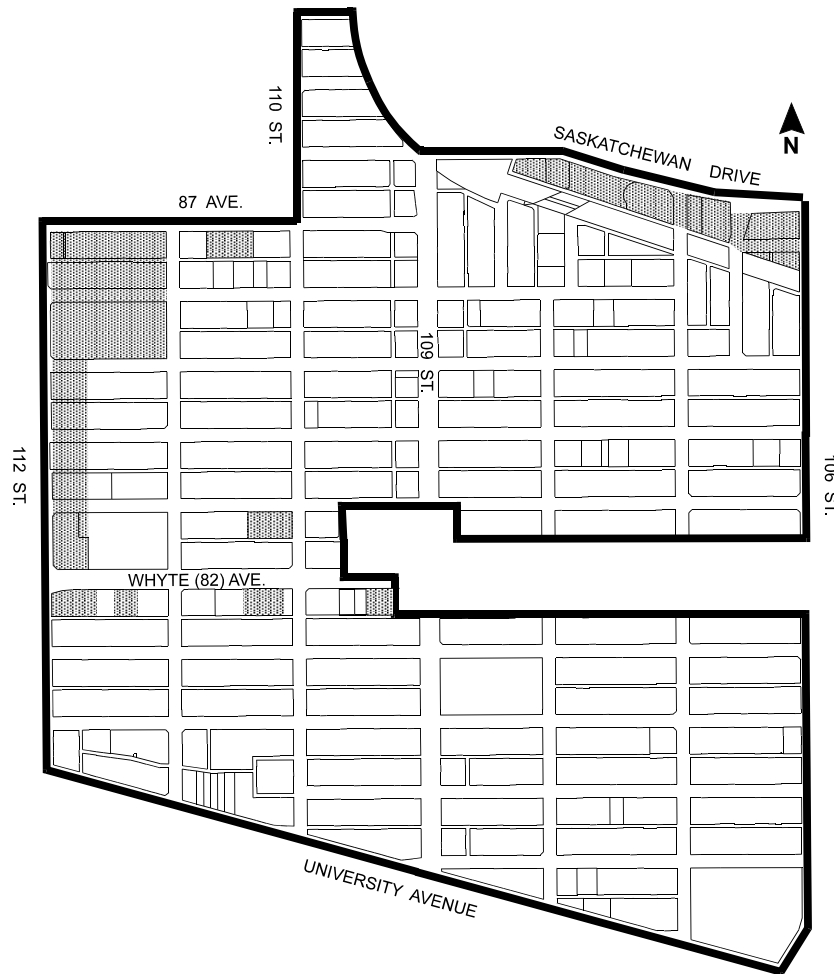 110 ST.
SASKATCHEWAN DRIVE
N
87 AVE.
109 ST.
112 ST.
106 ST.
WHYTE (82) AVE.
UNIVERSITY AVENUE